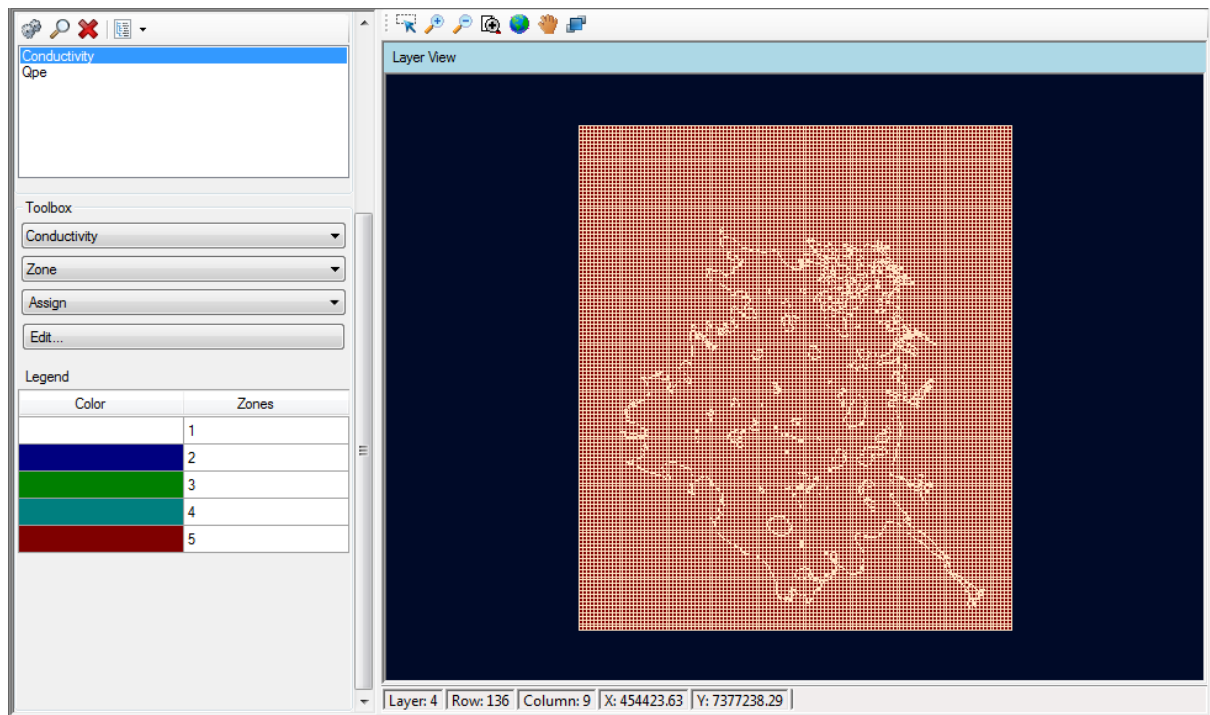 Conductivity
Qpe
Toolbox
Conductivity
Zone
Assign
Edit...
Legend
Color Zones
1
2
3
4
5
Layer View
Layer: 4 Row: 136 Column: 9 X: 454423.63 Y: 7377238.29